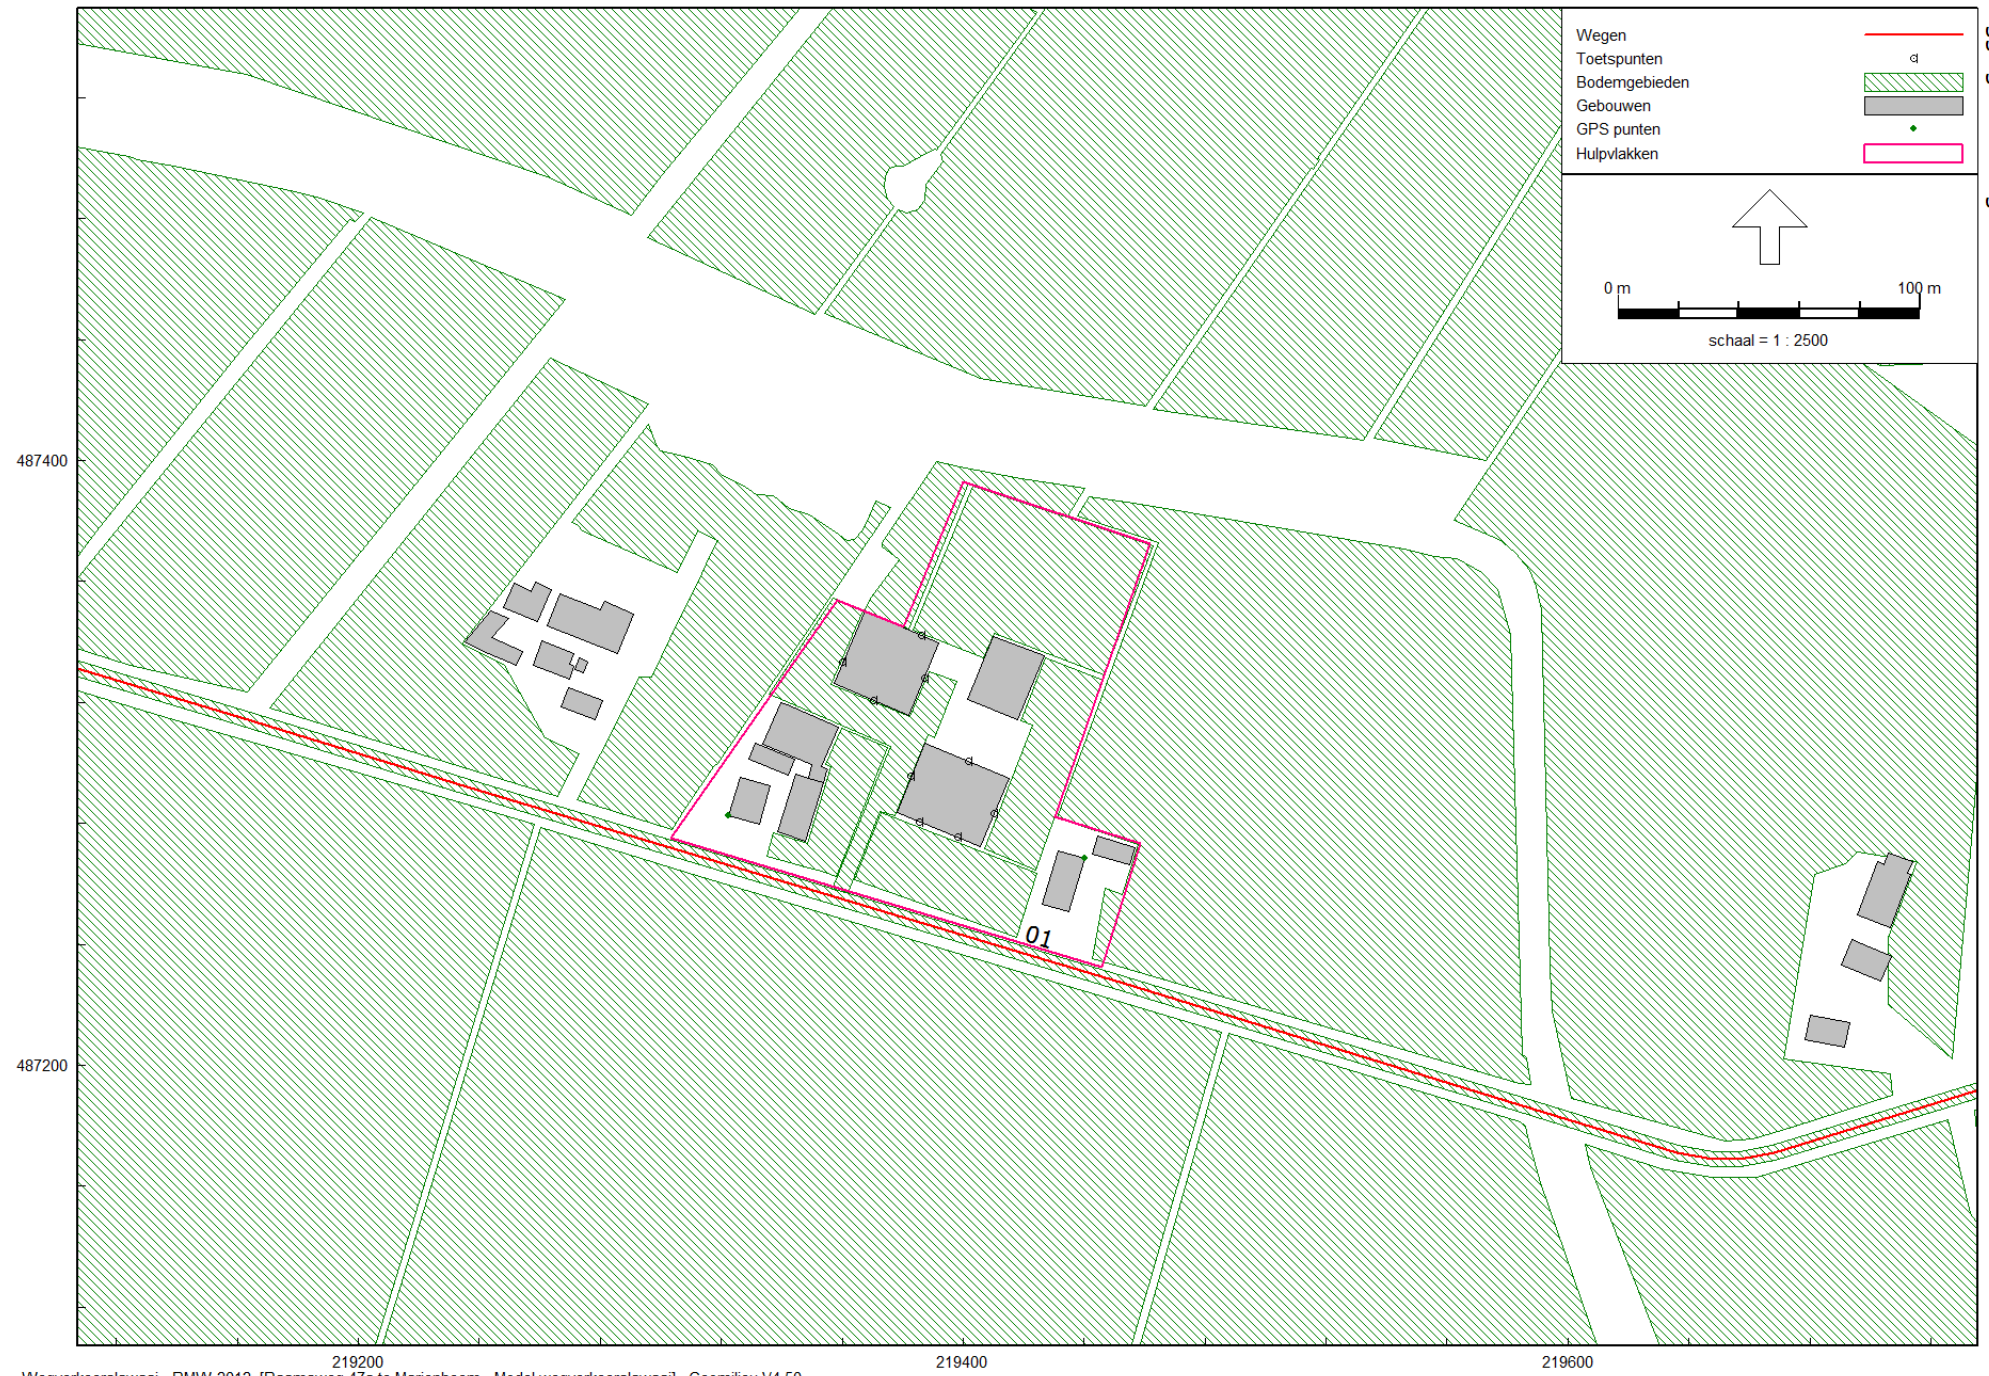 Wegen
Toetspunten
Bodemgebieden
Gebouwen
GPS punten
Hulpvlakken
0 m 100 m
schaal = 1 : 2500
487400
01
487200
219200 219400 219600